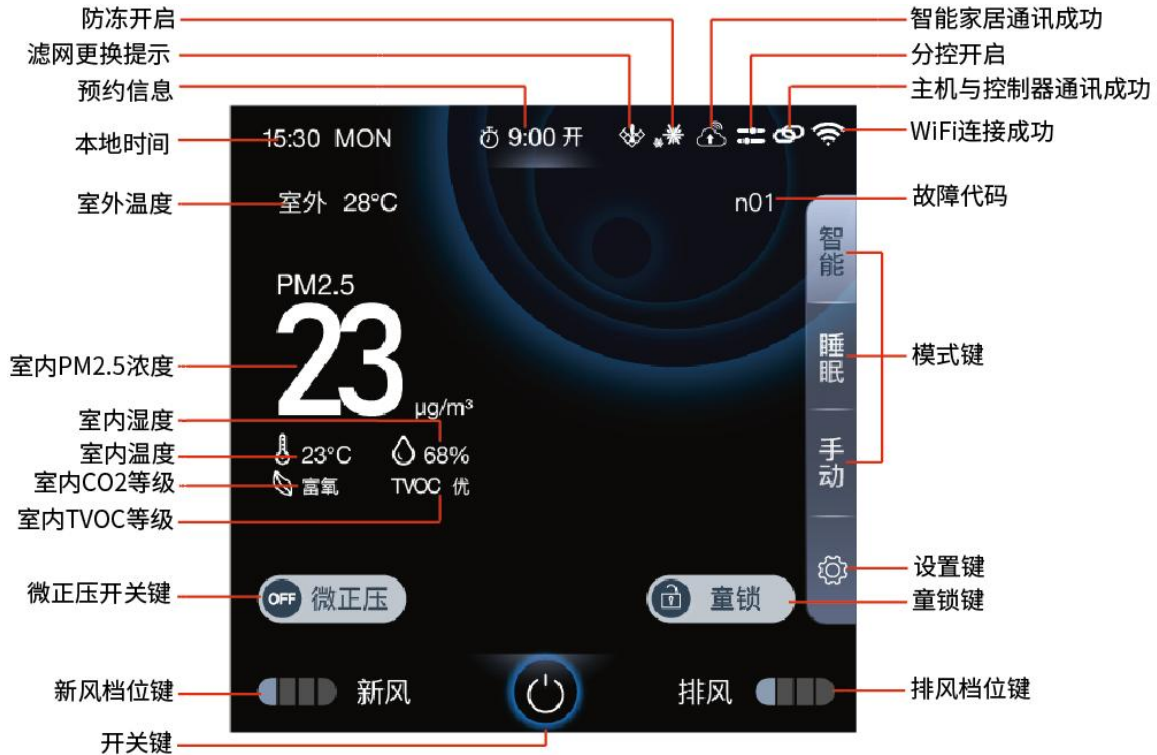 防冻开启
智能家居通讯成功
滤网更换提示
分控开启
预约信息
主机与控制器通讯成功
本地时间
15:30 MON
9:00 开
WiFi连接成功
室外温度
室外 28°C
n01
故障代码
智能
PM2.5
23
μg/m³
室内PM2.5浓度
睡眠
模式键
室内湿度
室内温度
23°C
68%
手动
室内CO2等级
富氧
TVOC 优
室内TVOC等级
设置键
微正压开关键
OFF 微正压
童锁
童锁键
新风档位键
新风
排风
排风档位键
开关键